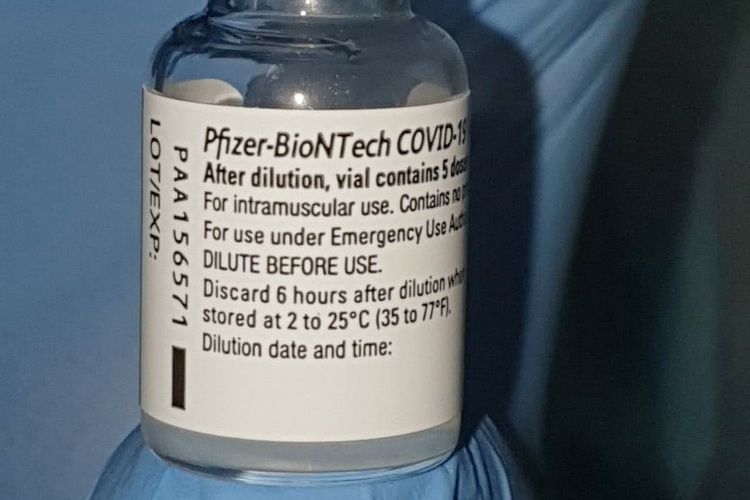 Pfizer-BioNTech COVID-19
After dilution, vial contains 5
For intramuscular use. Contains no
For use under Emergency Use
DILUTE BEFORE USE.
Discard 6 hours after dilution
stored at 2 to 25°C (35 to 77°F).
Dilution date and time:
PAA156571
LOT/EXP: